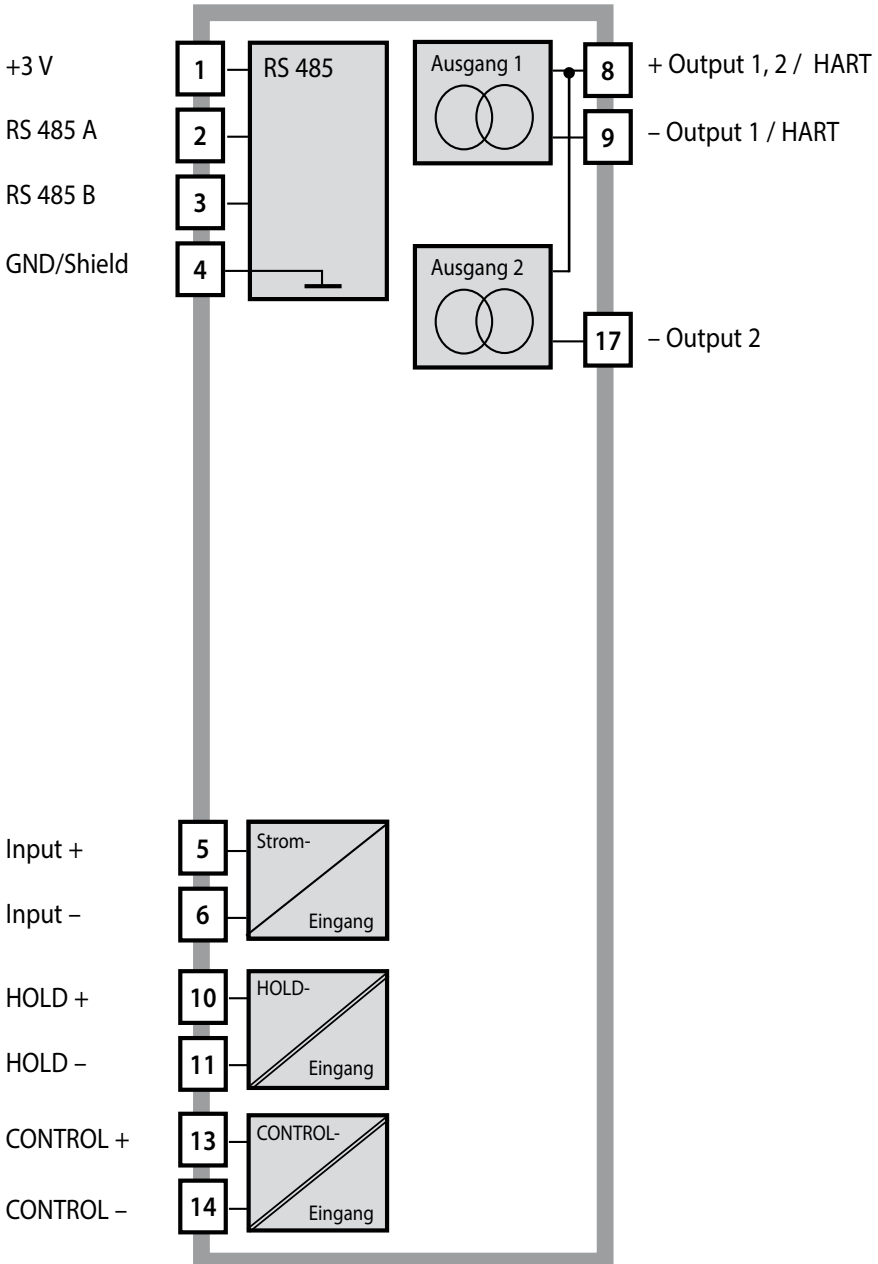 +3 V
1
RS 485
RS 485 A
2
RS 485 B
3
GND/Shield
4
Ausgang 1
8
+ Output 1, 2 / HART
9
– Output 1 / HART
Ausgang 2
17
– Output 2
Input +
5
Strom-
Input –
6
Eingang
HOLD +
10
HOLD-
HOLD –
11
Eingang
CONTROL +
13
CONTROL-
CONTROL –
14
Eingang